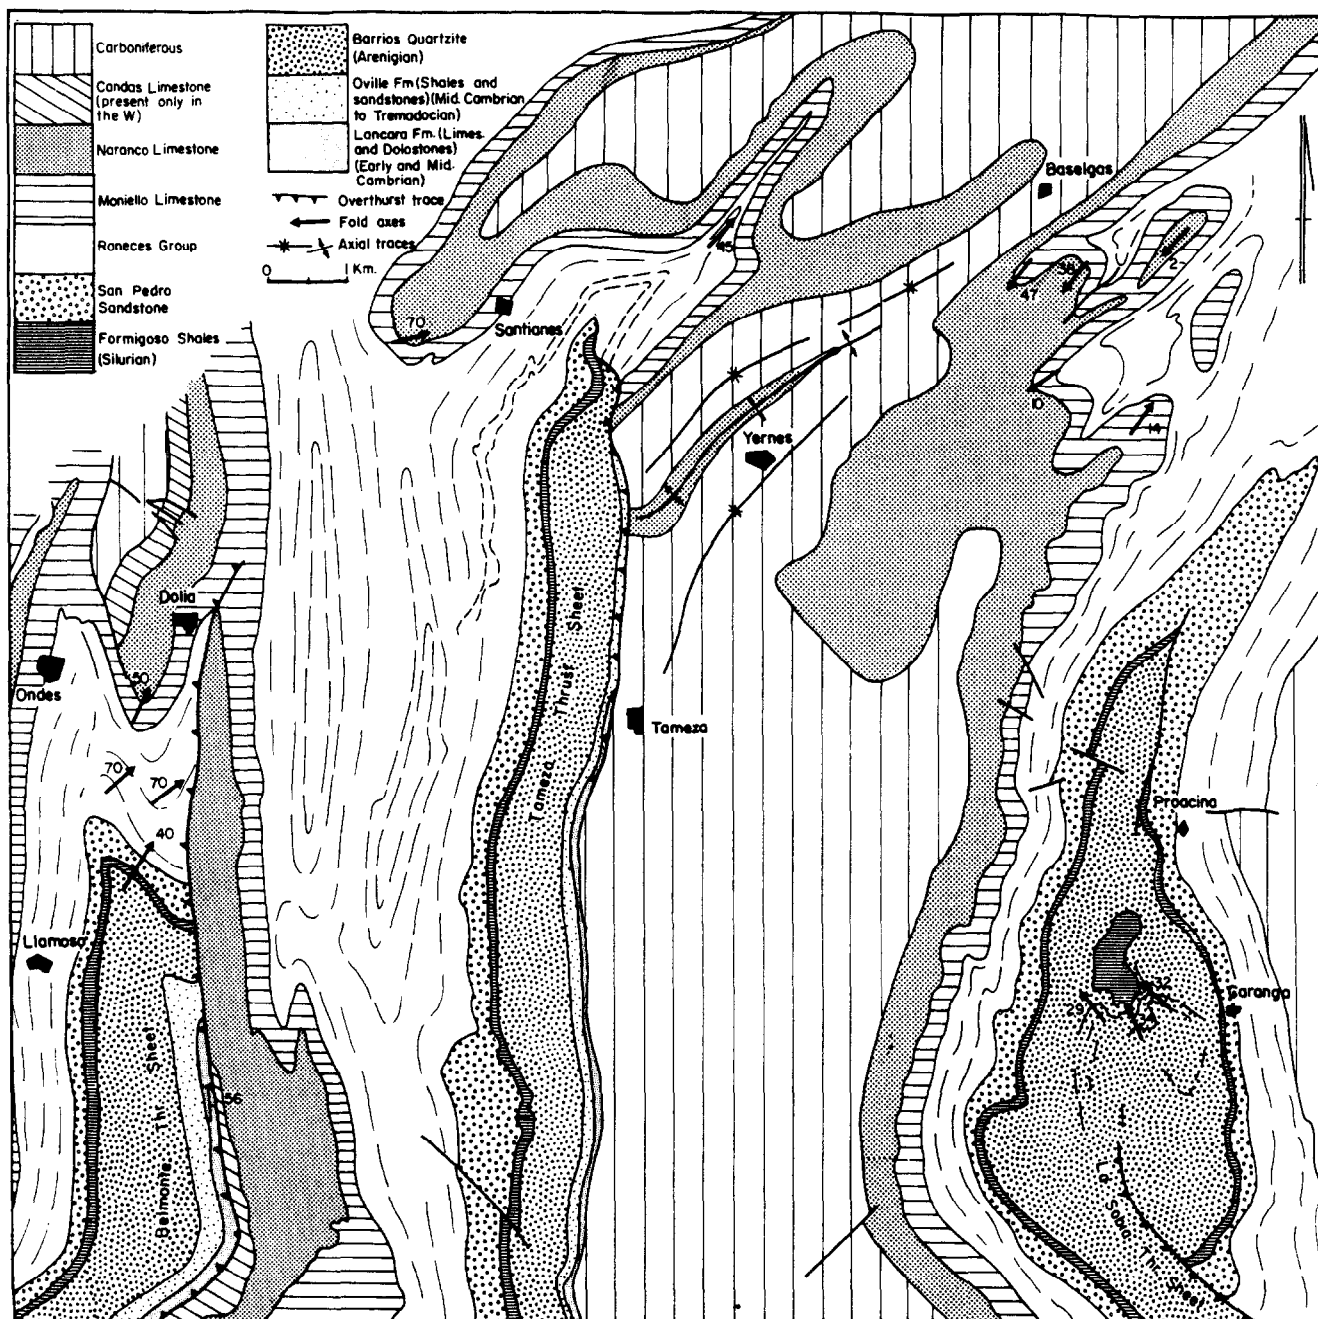 Carboniferous
Candas Limestone
(present only in
the W)
Naranco Limestone
Moniello Limestone
Raneces Group
San Pedro
Sandstone
Formigoso Shales
(Silurian)
Barrios Quartzite
(Arenigian)
Oville Fm (Shales and
sandstones) (Mid. Cambrian
to Tremadocian)
Lancara Fm. (Limes.
and Dolostones)
(Early and Mid.
Cambrian)
Overthurst trace
Fold axes
Axial traces
0 1 Km.
Baselgas
45
2
38
47
70
Santianes
10
14
Yernes
Dolia
Ondes
50
Tameza Thrust Sheet
Tameza
70
70
40
Proacina
Llamosa
32
29
Caranga
56
Belmonte Th. Sheet
La Sobia Th. Sheet